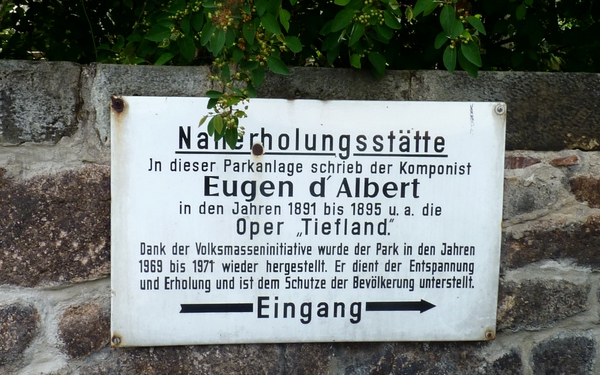 Naherholungsstätte
In dieser Parkanlage schrieb der Komponist
Eugen d'Albert
in den Jahren 1891 bis 1895 u. a. die
Oper „Tiefland."
Dank der Volksmasseninitiative wurde der Park in den Jahren
1969 bis 1971 wieder hergestellt. Er dient der Entspannung
und Erholung und ist dem Schutze der Bevölkerung unterstellt.
Eingang